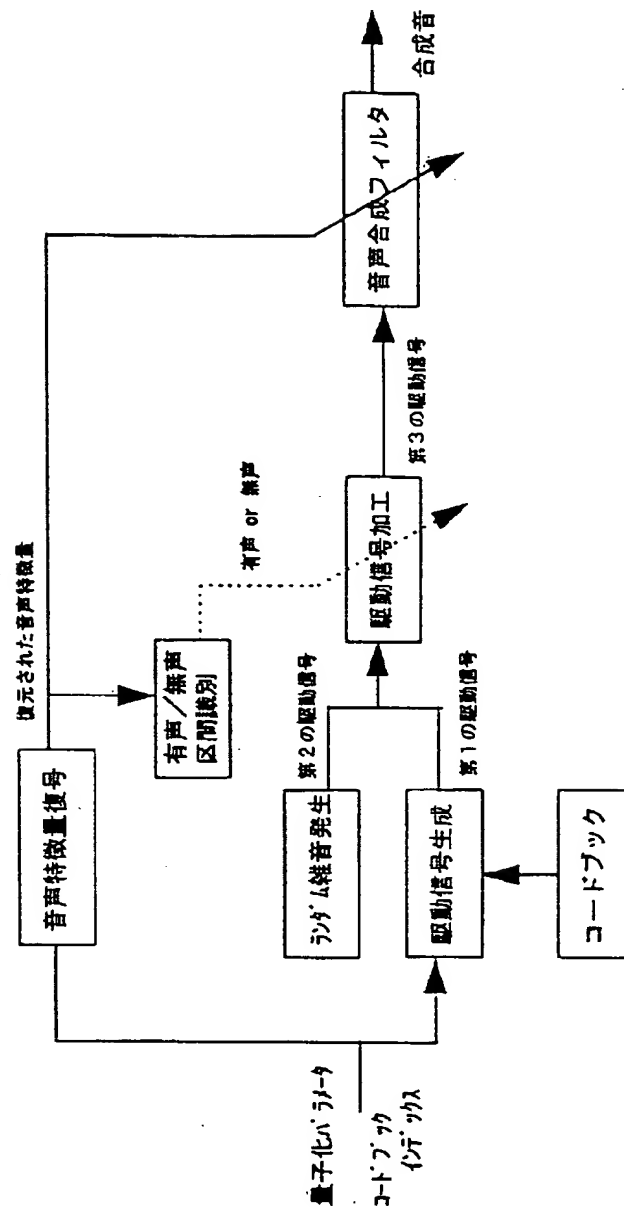 量子化パラメータ
コードブック
インデックス
音声特徴量復号
復元された音声特徴量
有声／無声
区間識別
有声 or 無声
ランダム雑音発生
第2の駆動信号
駆動信号生成
第1の駆動信号
コードブック
駆動信号加工
第3の駆動信号
音声合成フィルタ
合成音